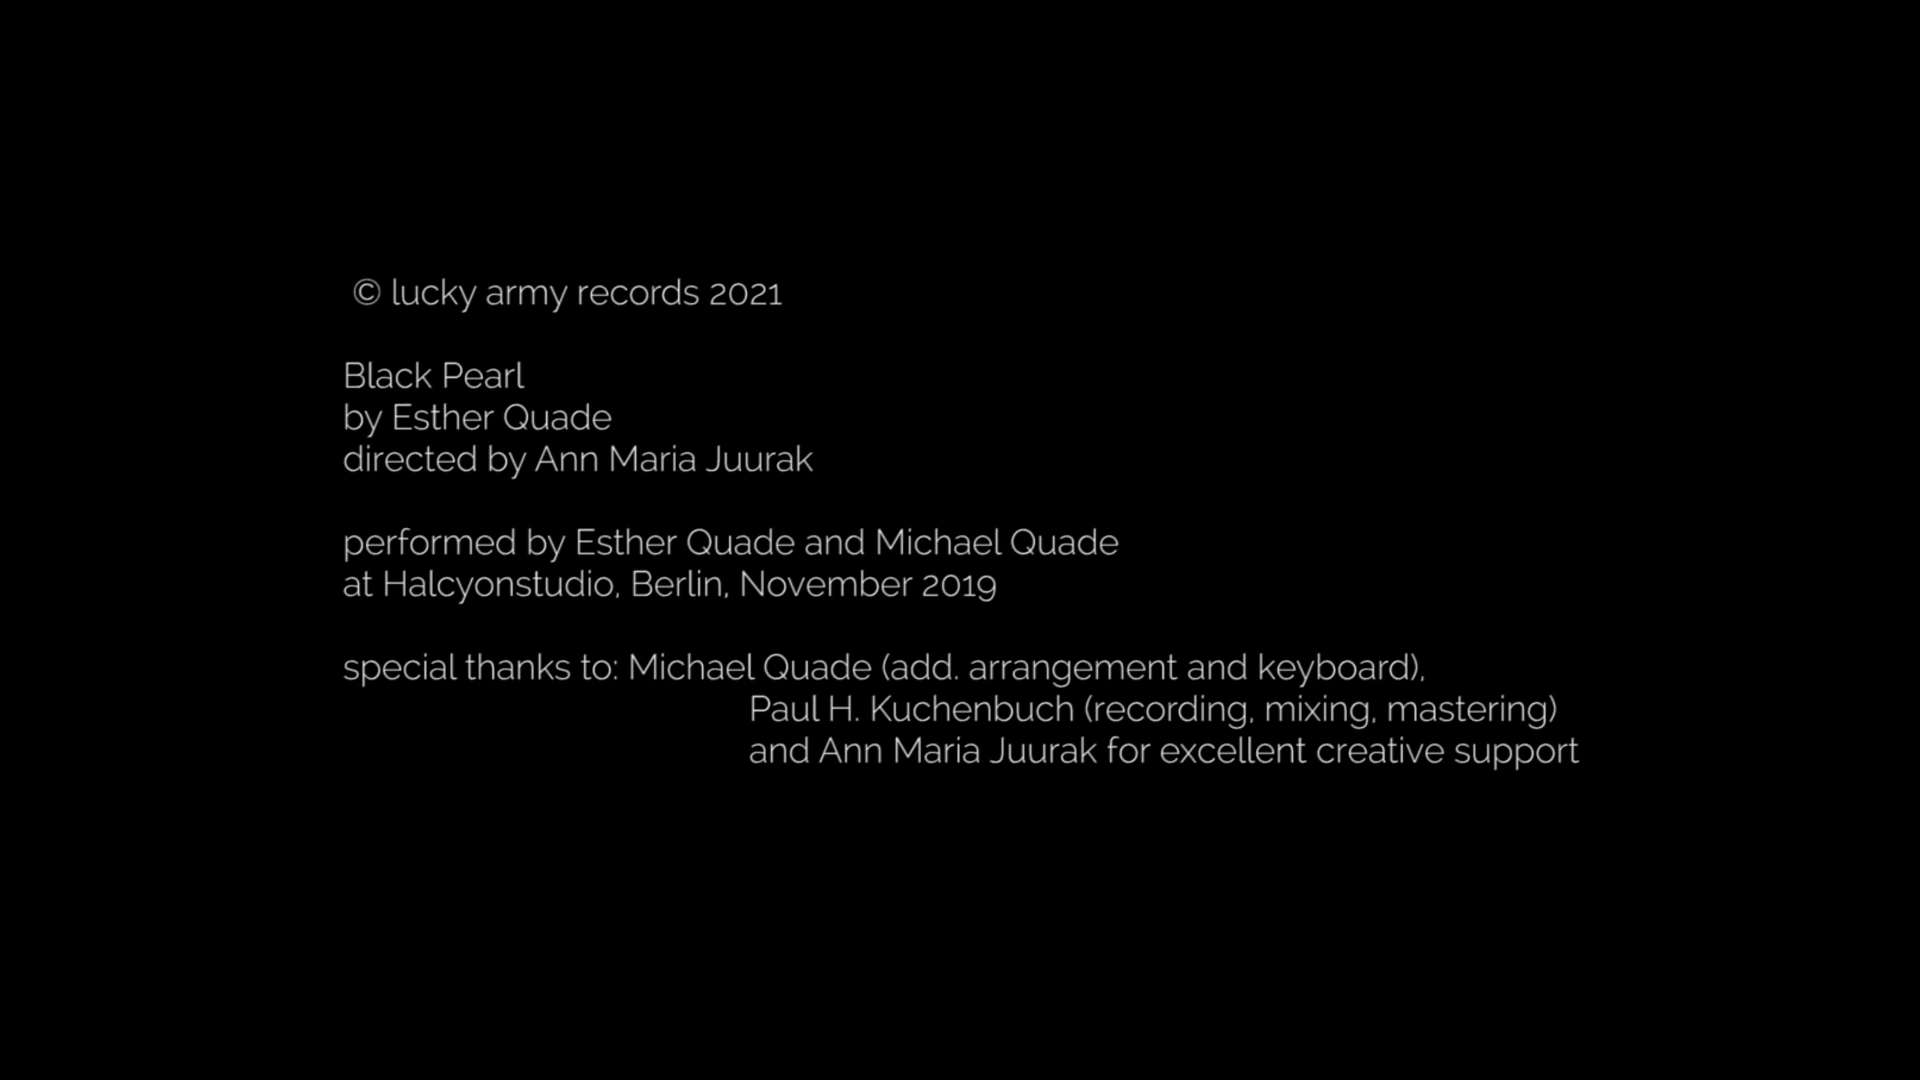 © lucky army records 2021
Black Pearl
by Esther Quade
directed by Ann Maria Juurak
performed by Esther Quade and Michael Quade
at Halcyonstudio, Berlin, November 2019
special thanks to: Michael Quade (add. arrangement and keyboard),
Paul H. Kuchenbuch (recording, mixing, mastering)
and Ann Maria Juurak for excellent creative support